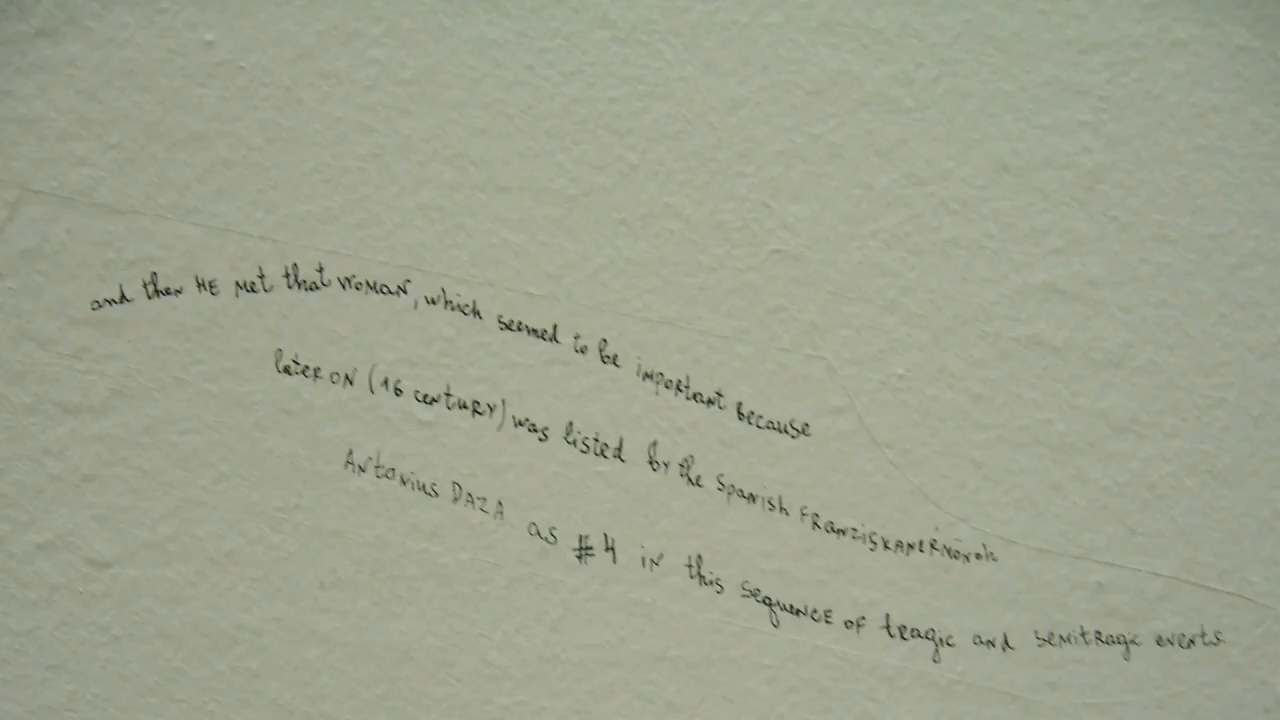 and then HE Met that WOMAN, which seemed to be important because
later ON (16 century) was listed by the Spanish FRANZISKANERMÖNCH
ANtonius DAZA as #4 in this sequence of tragic and semitragic events